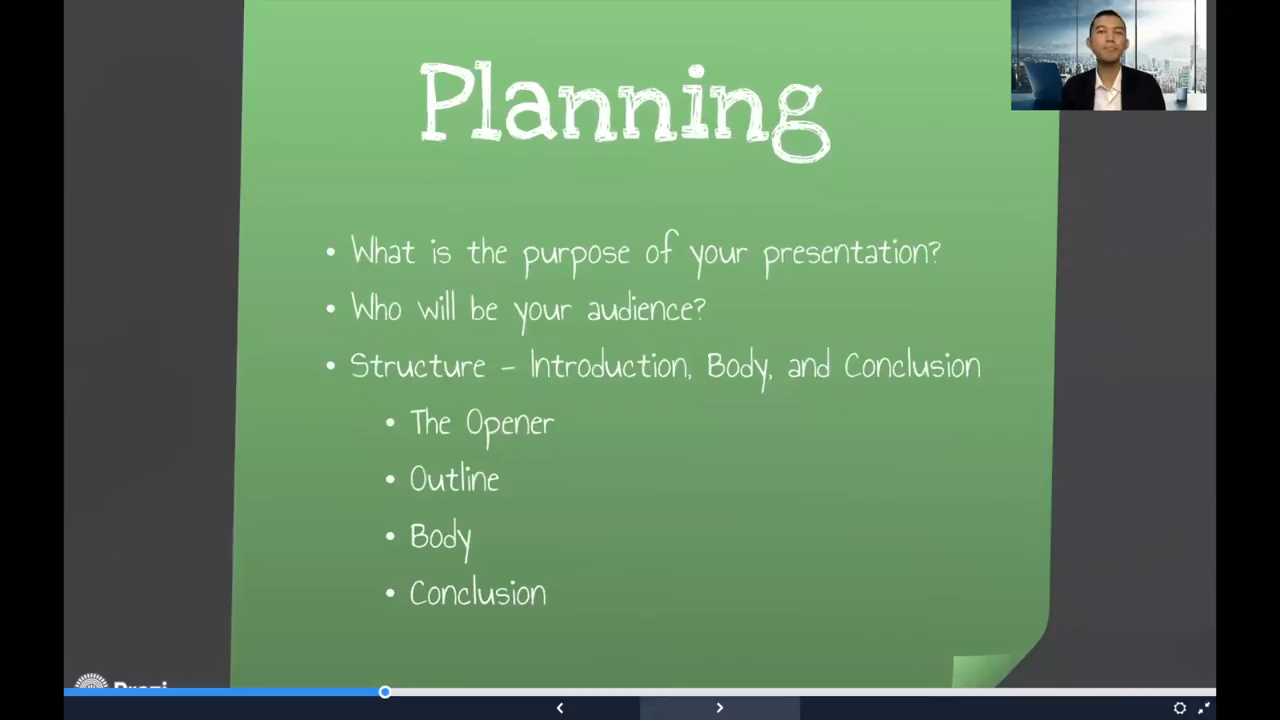 Planning
• What is the purpose of your presentation?
• Who will be your audience?
• Structure - Introduction, Body, and Conclusion
• The Opener
• Outline
• Body
• Conclusion
Prezi